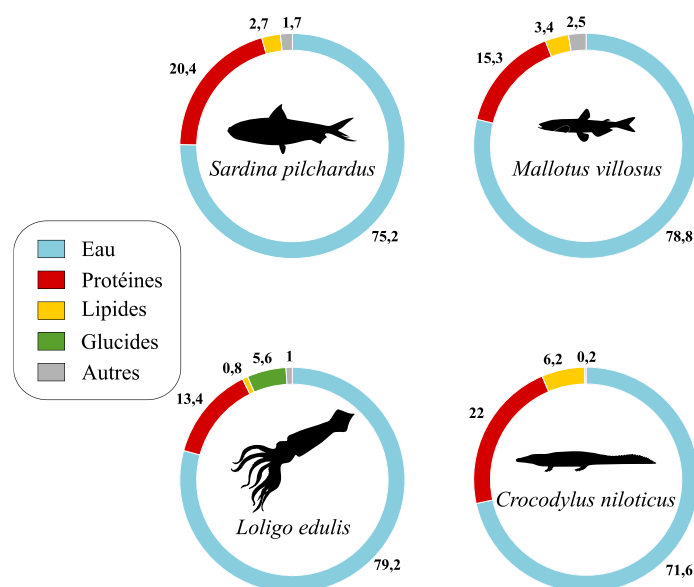 2,7
1,7
20,4
Sardina pilchardus
75,2
3,4
2,5
15,3
Mallotus villosus
78,8
Eau
Protéines
Lipides
Glucides
Autres
0,8
5,6
1
13,4
Loligo edulis
79,2
6,2
0,2
22
Crocodylus niloticus
71,6